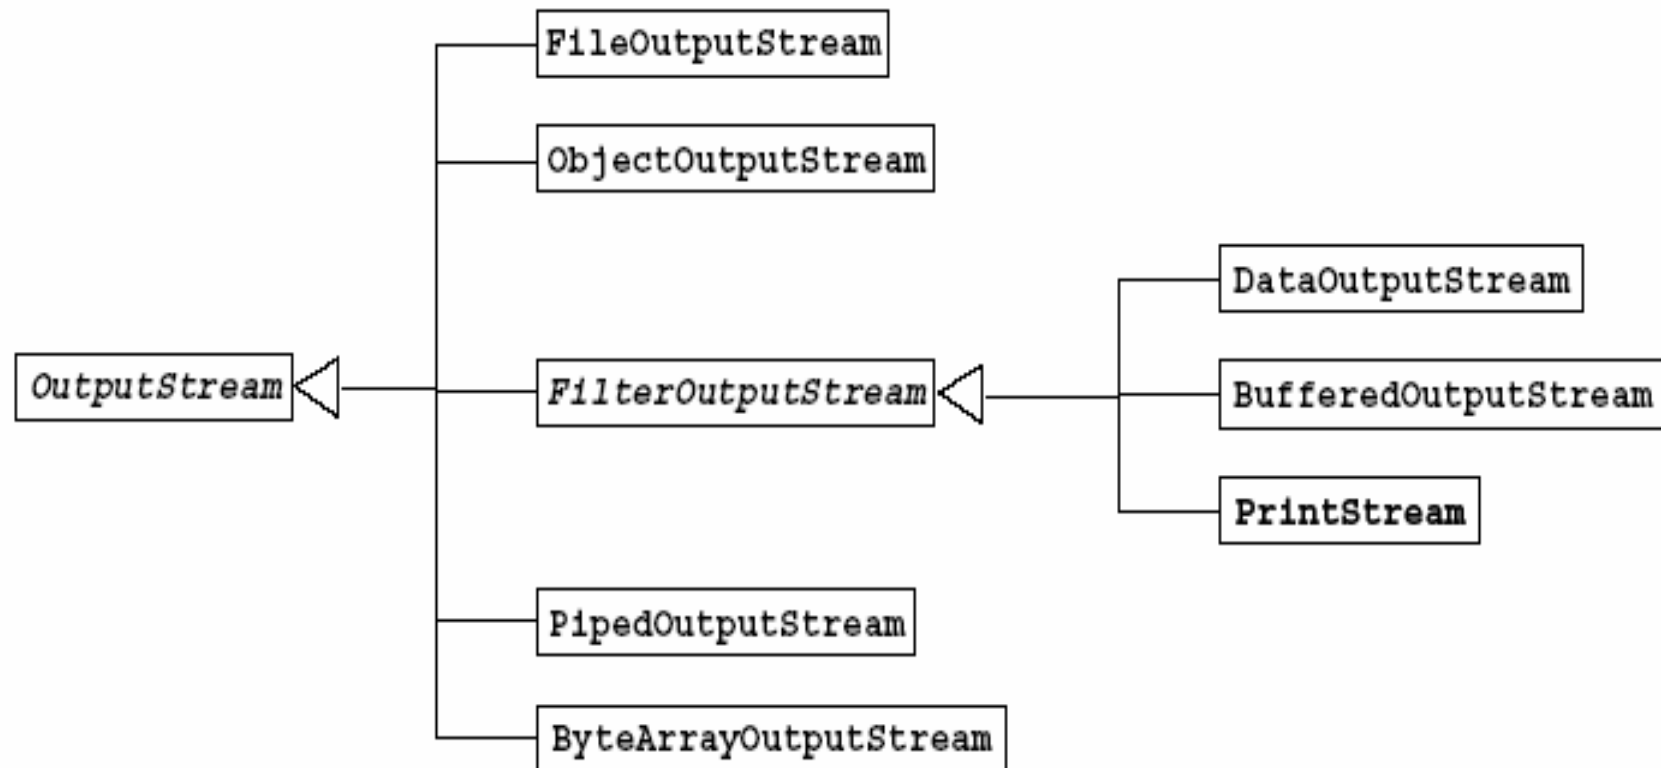 FileOutputStream
ObjectOutputStream
DataOutputStream
OutputStream
FilterOutputStream
BufferedOutputStream
PrintStream
PipedOutputStream
ByteArrayOutputStream